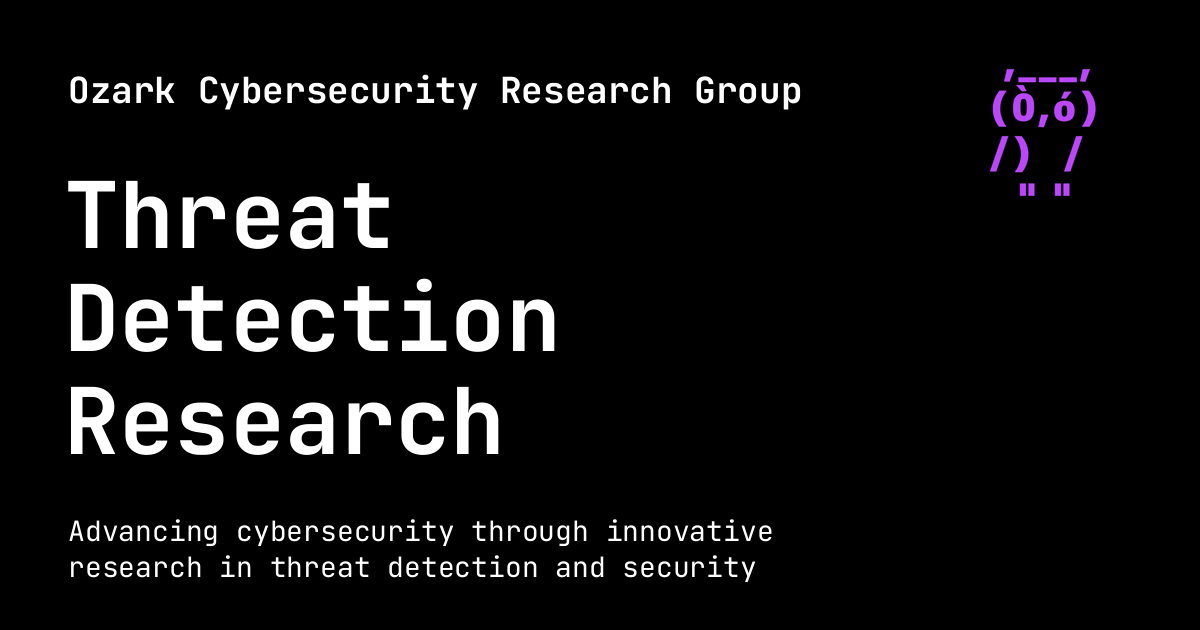 Ozark Cybersecurity Research Group
,___,
(Ò,ó)
/)  /
" "
Threat
Detection
Research
Advancing cybersecurity through innovative
research in threat detection and security